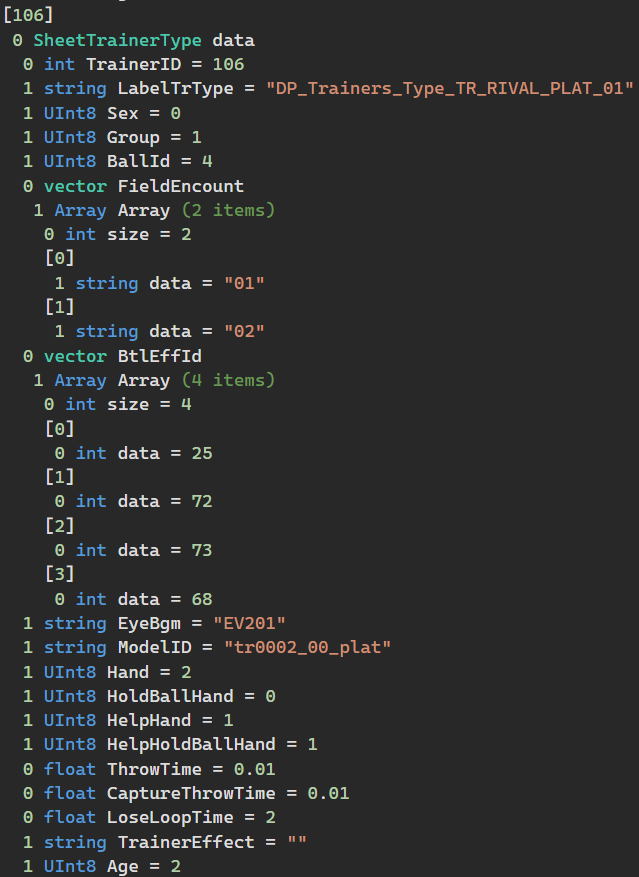 [106]
0 SheetTrainerType data
0 int TrainerID = 106
1 string LabelTrType = "DP_Trainers_Type_TR_RIVAL_PLAT_01"
1 UInt8 Sex = 0
1 UInt8 Group = 1
1 UInt8 BallId = 4
0 vector FieldEncount
1 Array Array (2 items)
0 int size = 2
[0]
1 string data = "01"
[1]
1 string data = "02"
0 vector BtlEffId
1 Array Array (4 items)
0 int size = 4
[0]
0 int data = 25
[1]
0 int data = 72
[2]
0 int data = 73
[3]
0 int data = 68
1 string EyeBgm = "EV201"
1 string ModelID = "tr0002_00_plat"
1 UInt8 Hand = 2
1 UInt8 HoldBallHand = 0
1 UInt8 HelpHand = 1
1 UInt8 HelpHoldBallHand = 1
0 float ThrowTime = 0.01
0 float CaptureThrowTime = 0.01
0 float LoseLoopTime = 2
1 string TrainerEffect = ""
1 UInt8 Age = 2